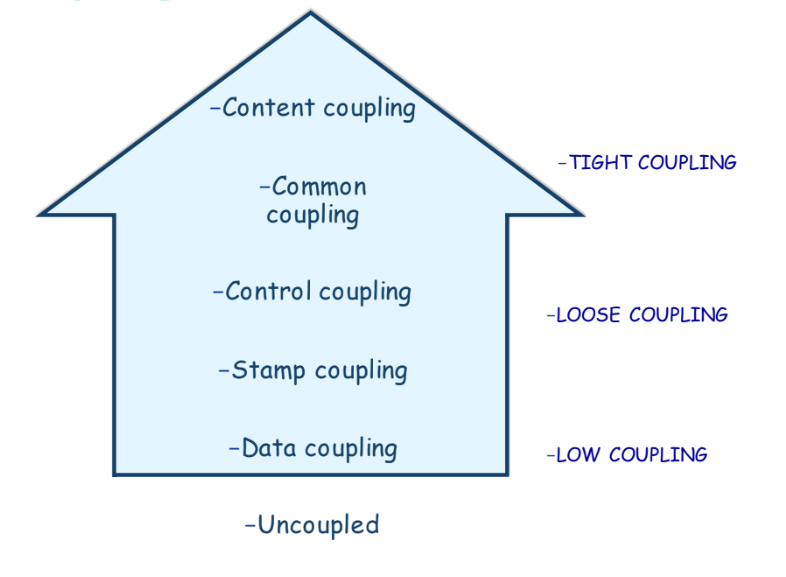 -Content coupling
-TIGHT COUPLING
-Common
coupling
-Control coupling
-LOOSE COUPLING
-Stamp coupling
-Data coupling
-LOW COUPLING
-Uncoupled